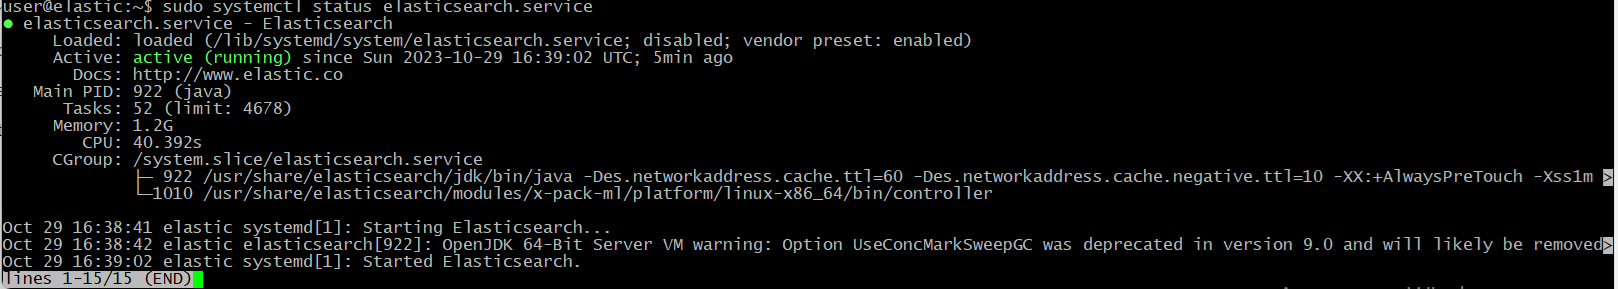 user@elastic:~$ sudo systemctl status elasticsearch.service
● elasticsearch.service - Elasticsearch
Loaded: loaded (/lib/systemd/system/elasticsearch.service; disabled; vendor preset: enabled)
Active: active (running) since Sun 2023-10-29 16:39:02 UTC; 5min ago
Docs: http://www.elastic.co
Main PID: 922 (java)
Tasks: 52 (limit: 4678)
Memory: 1.2G
CPU: 40.392s
CGroup: /system.slice/elasticsearch.service
├─ 922 /usr/share/elasticsearch/jdk/bin/java -Des.networkaddress.cache.ttl=60 -Des.networkaddress.cache.negative.ttl=10 -XX:+AlwaysPreTouch -Xss1m >
└─1010 /usr/share/elasticsearch/modules/x-pack-ml/platform/linux-x86_64/bin/controller
Oct 29 16:38:41 elastic systemd[1]: Starting Elasticsearch...
Oct 29 16:38:42 elastic elasticsearch[922]: OpenJDK 64-Bit Server VM warning: Option UseConcMarkSweepGC was deprecated in version 9.0 and will likely be removed>
Oct 29 16:39:02 elastic systemd[1]: Started Elasticsearch.
lines 1-15/15 (END)